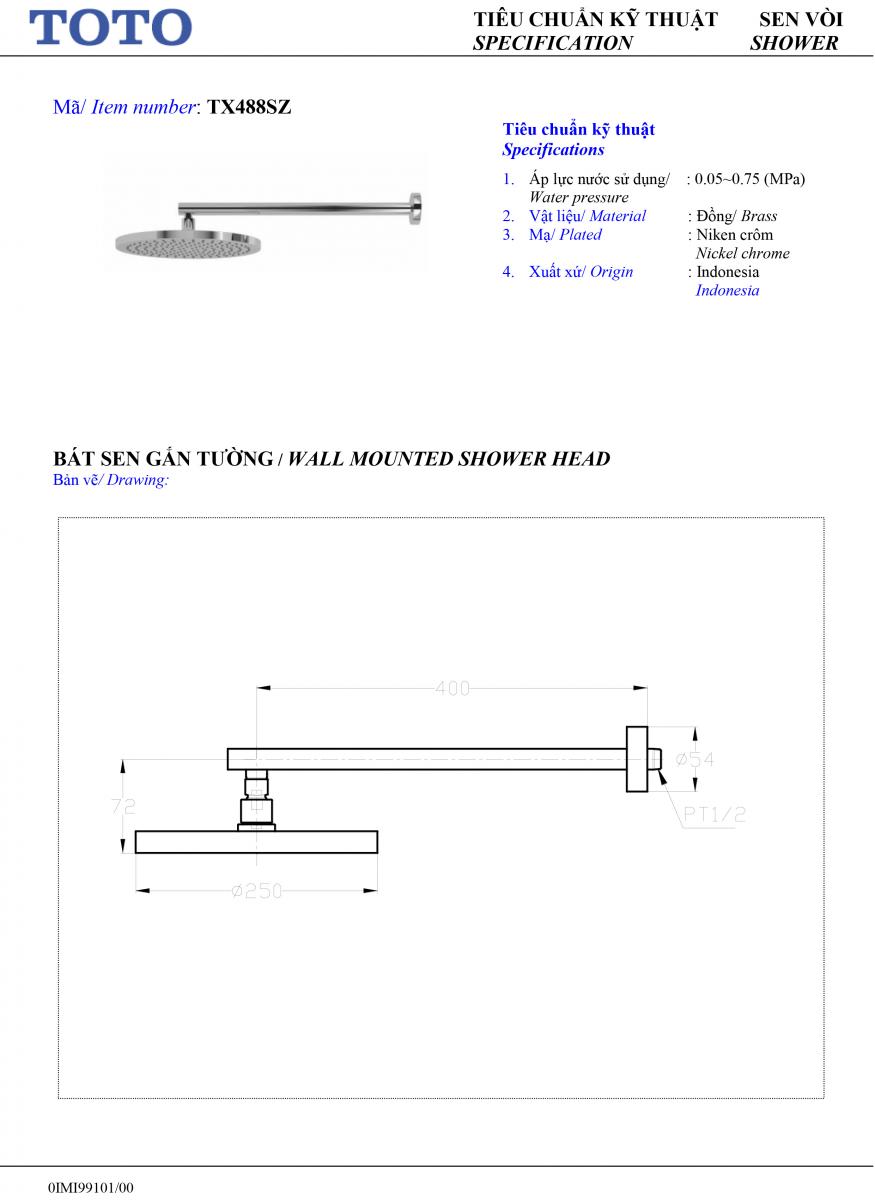 TOTO
TIÊU CHUẨN KỸ THUẬT SEN VÒI
SPECIFICATION SHOWER
Mã/ Item number: TX488SZ
Tiêu chuẩn kỹ thuật
Specifications
1. Áp lực nước sử dụng/ : 0.05~0.75 (MPa)
Water pressure
2. Vật liệu/ Material : Đồng/ Brass
3. Mạ/ Plated : Niken crôm
Nickel chrome
4. Xuất xứ/ Origin : Indonesia
Indonesia
BÁT SEN GẮN TƯỜNG / WALL MOUNTED SHOWER HEAD
Bản vẽ/ Drawing:
400
ø54
72
PT1/2
ø250
0IMI99101/00